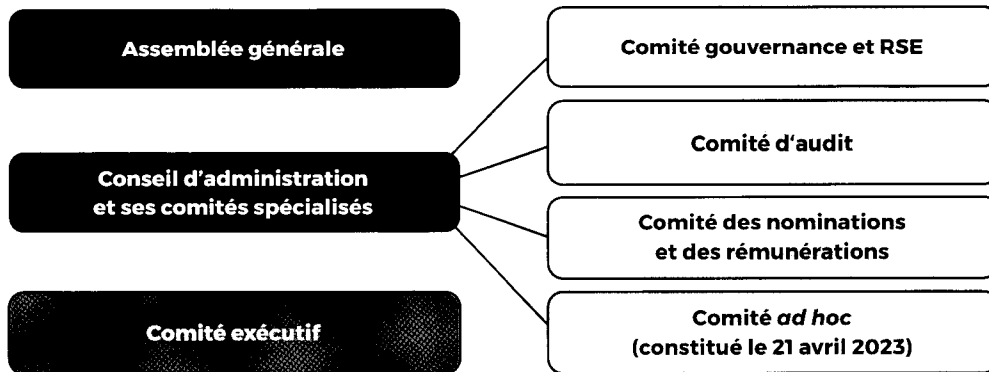 Assemblée générale
Conseil d'administration
et ses comités spécialisés
Comité exécutif
Comité gouvernance et RSE
Comité d'audit
Comité des nominations
et des rémunérations
Comité ad hoc
(constitué le 21 avril 2023)